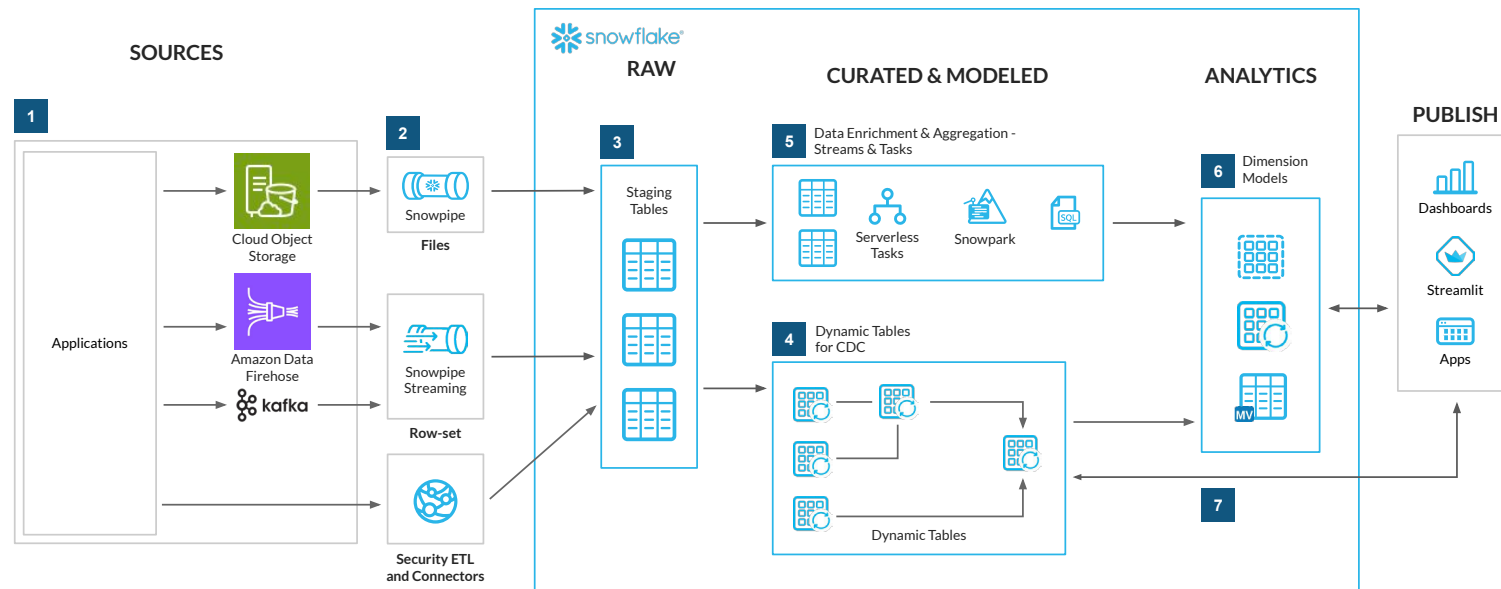 SOURCES
1
Applications
Cloud Object
Storage
Amazon Data
Firehose
kafka
2
Snowpipe
Files
Snowpipe
Streaming
Row-set
Security ETL
and Connectors
snowflake®
RAW
3
Staging
Tables
CURATED & MODELED
5
Data Enrichment & Aggregation -
Streams & Tasks
Serverless
Tasks
Snowpark
SQL
4
Dynamic Tables
for CDC
Dynamic Tables
ANALYTICS
6
Dimension
Models
MV
7
PUBLISH
Dashboards
Streamlit
Apps